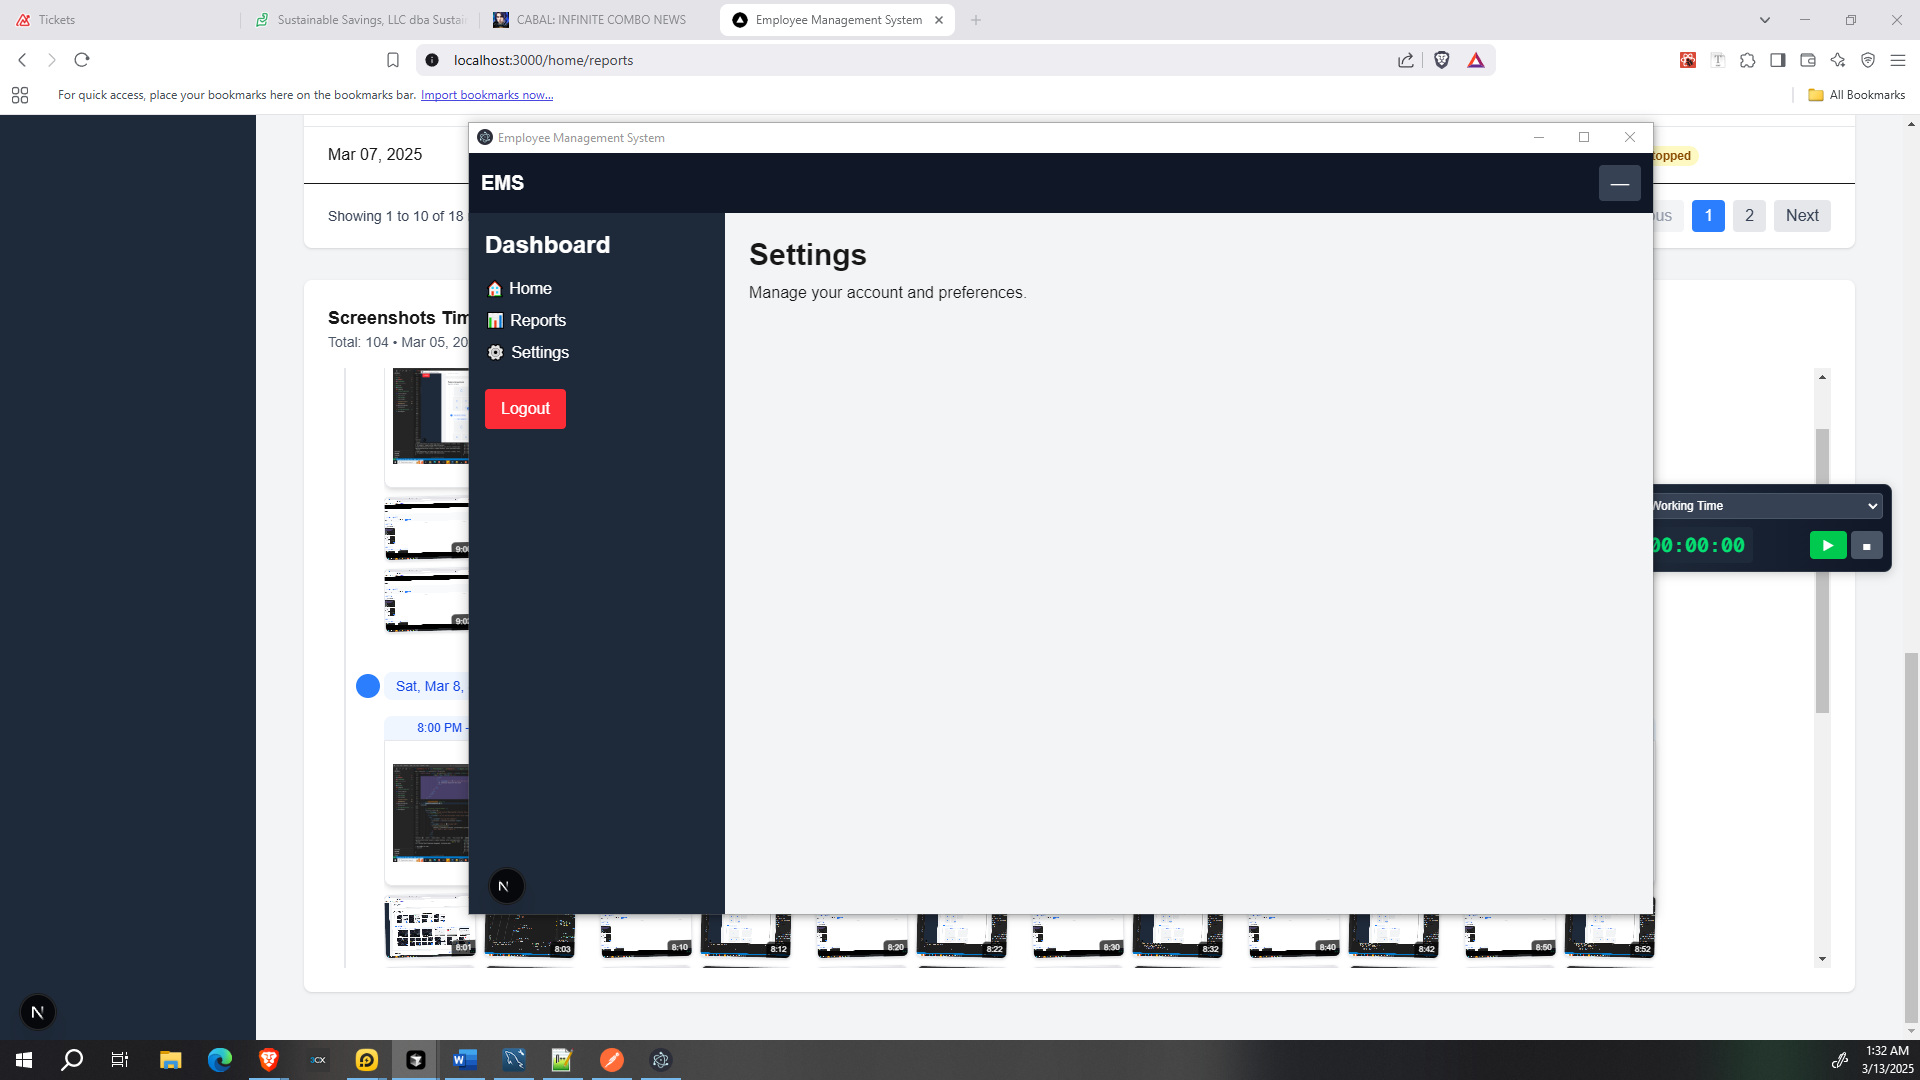 Tickets
Sustainable Savings, LLC dba Sustai
CABAL: INFINITE COMBO NEWS
Employee Management System
localhost:3000/home/reports
For quick access, place your bookmarks here on the bookmarks bar. Import bookmarks now...
All Bookmarks
Employee Management System
Mar 07, 2025
topped
EMS
Showing 1 to 10 of 18
us
1
2
Next
Dashboard
Home
Reports
Settings
Logout
Settings
Manage your account and preferences.
Screenshots Tim
Total: 104 • Mar 05, 20
Working Time
00:00:00
9:0
9:0
Sat, Mar 8,
8:00 PM -
N
8:01
8:03
8:10
8:12
8:20
8:22
8:30
8:32
8:40
8:42
8:50
8:52
N
3CX
W
1:32 AM
3/13/2025